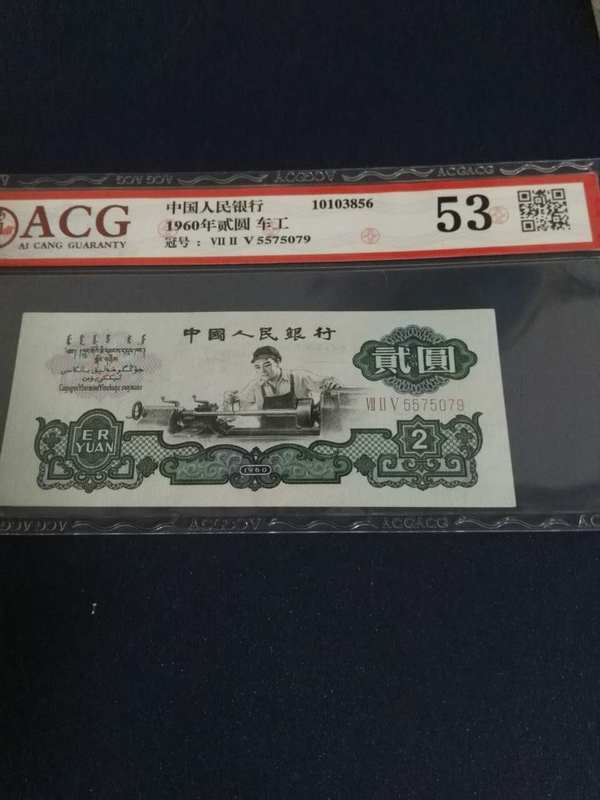 ACGACG
ACG
AI CANG GUARANTY
中国人民银行 10103856
1960年贰圆 车工
冠号: VII II V 5575079
53
中國人民銀行
貳圓
VII II V 5575079
ER
YUAN
1960
2
ACGACG